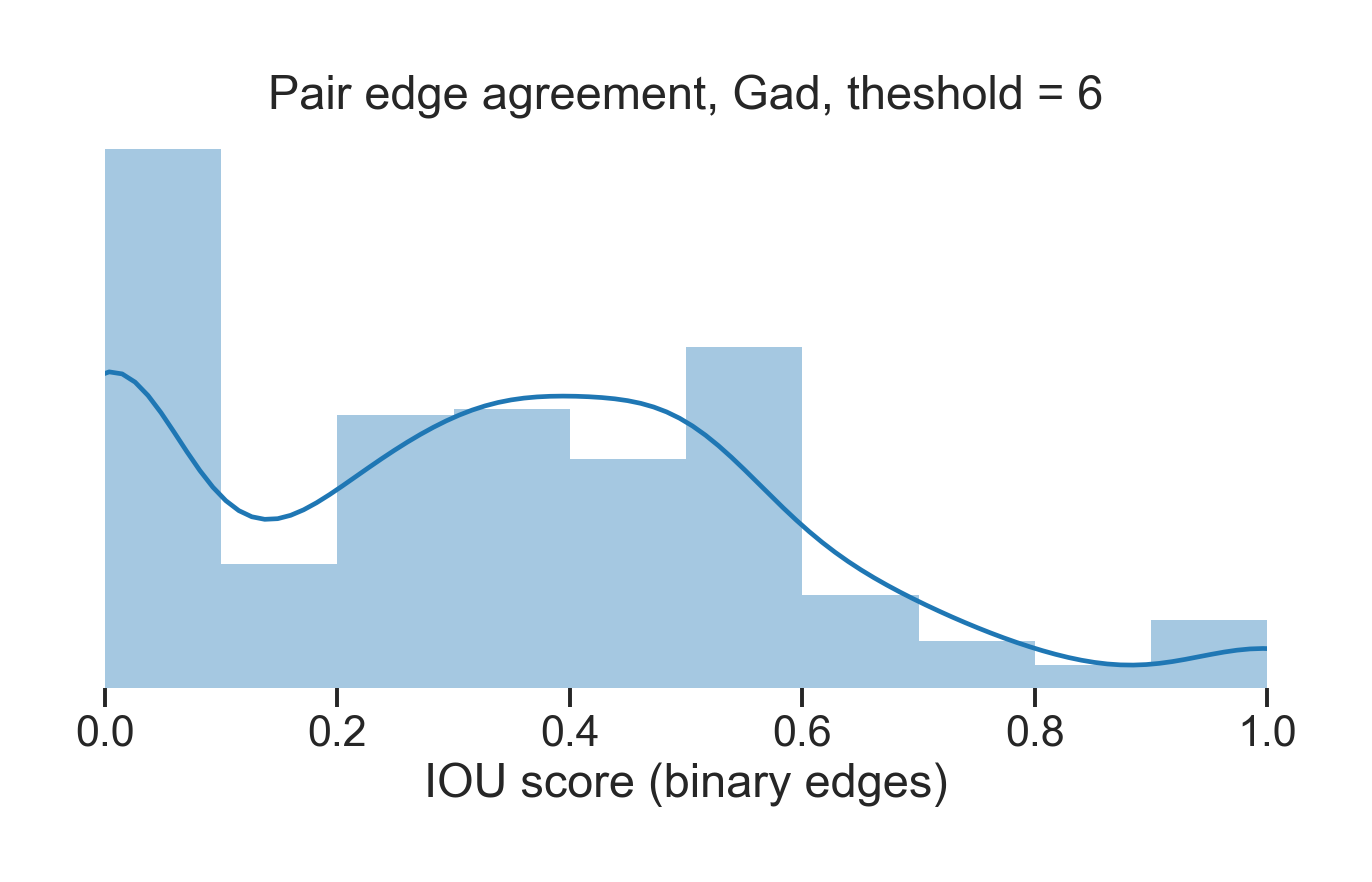 Pair edge agreement, Gad, theshold = 6
0.0 0.2 0.4 0.6 0.8 1.0
IOU score (binary edges)